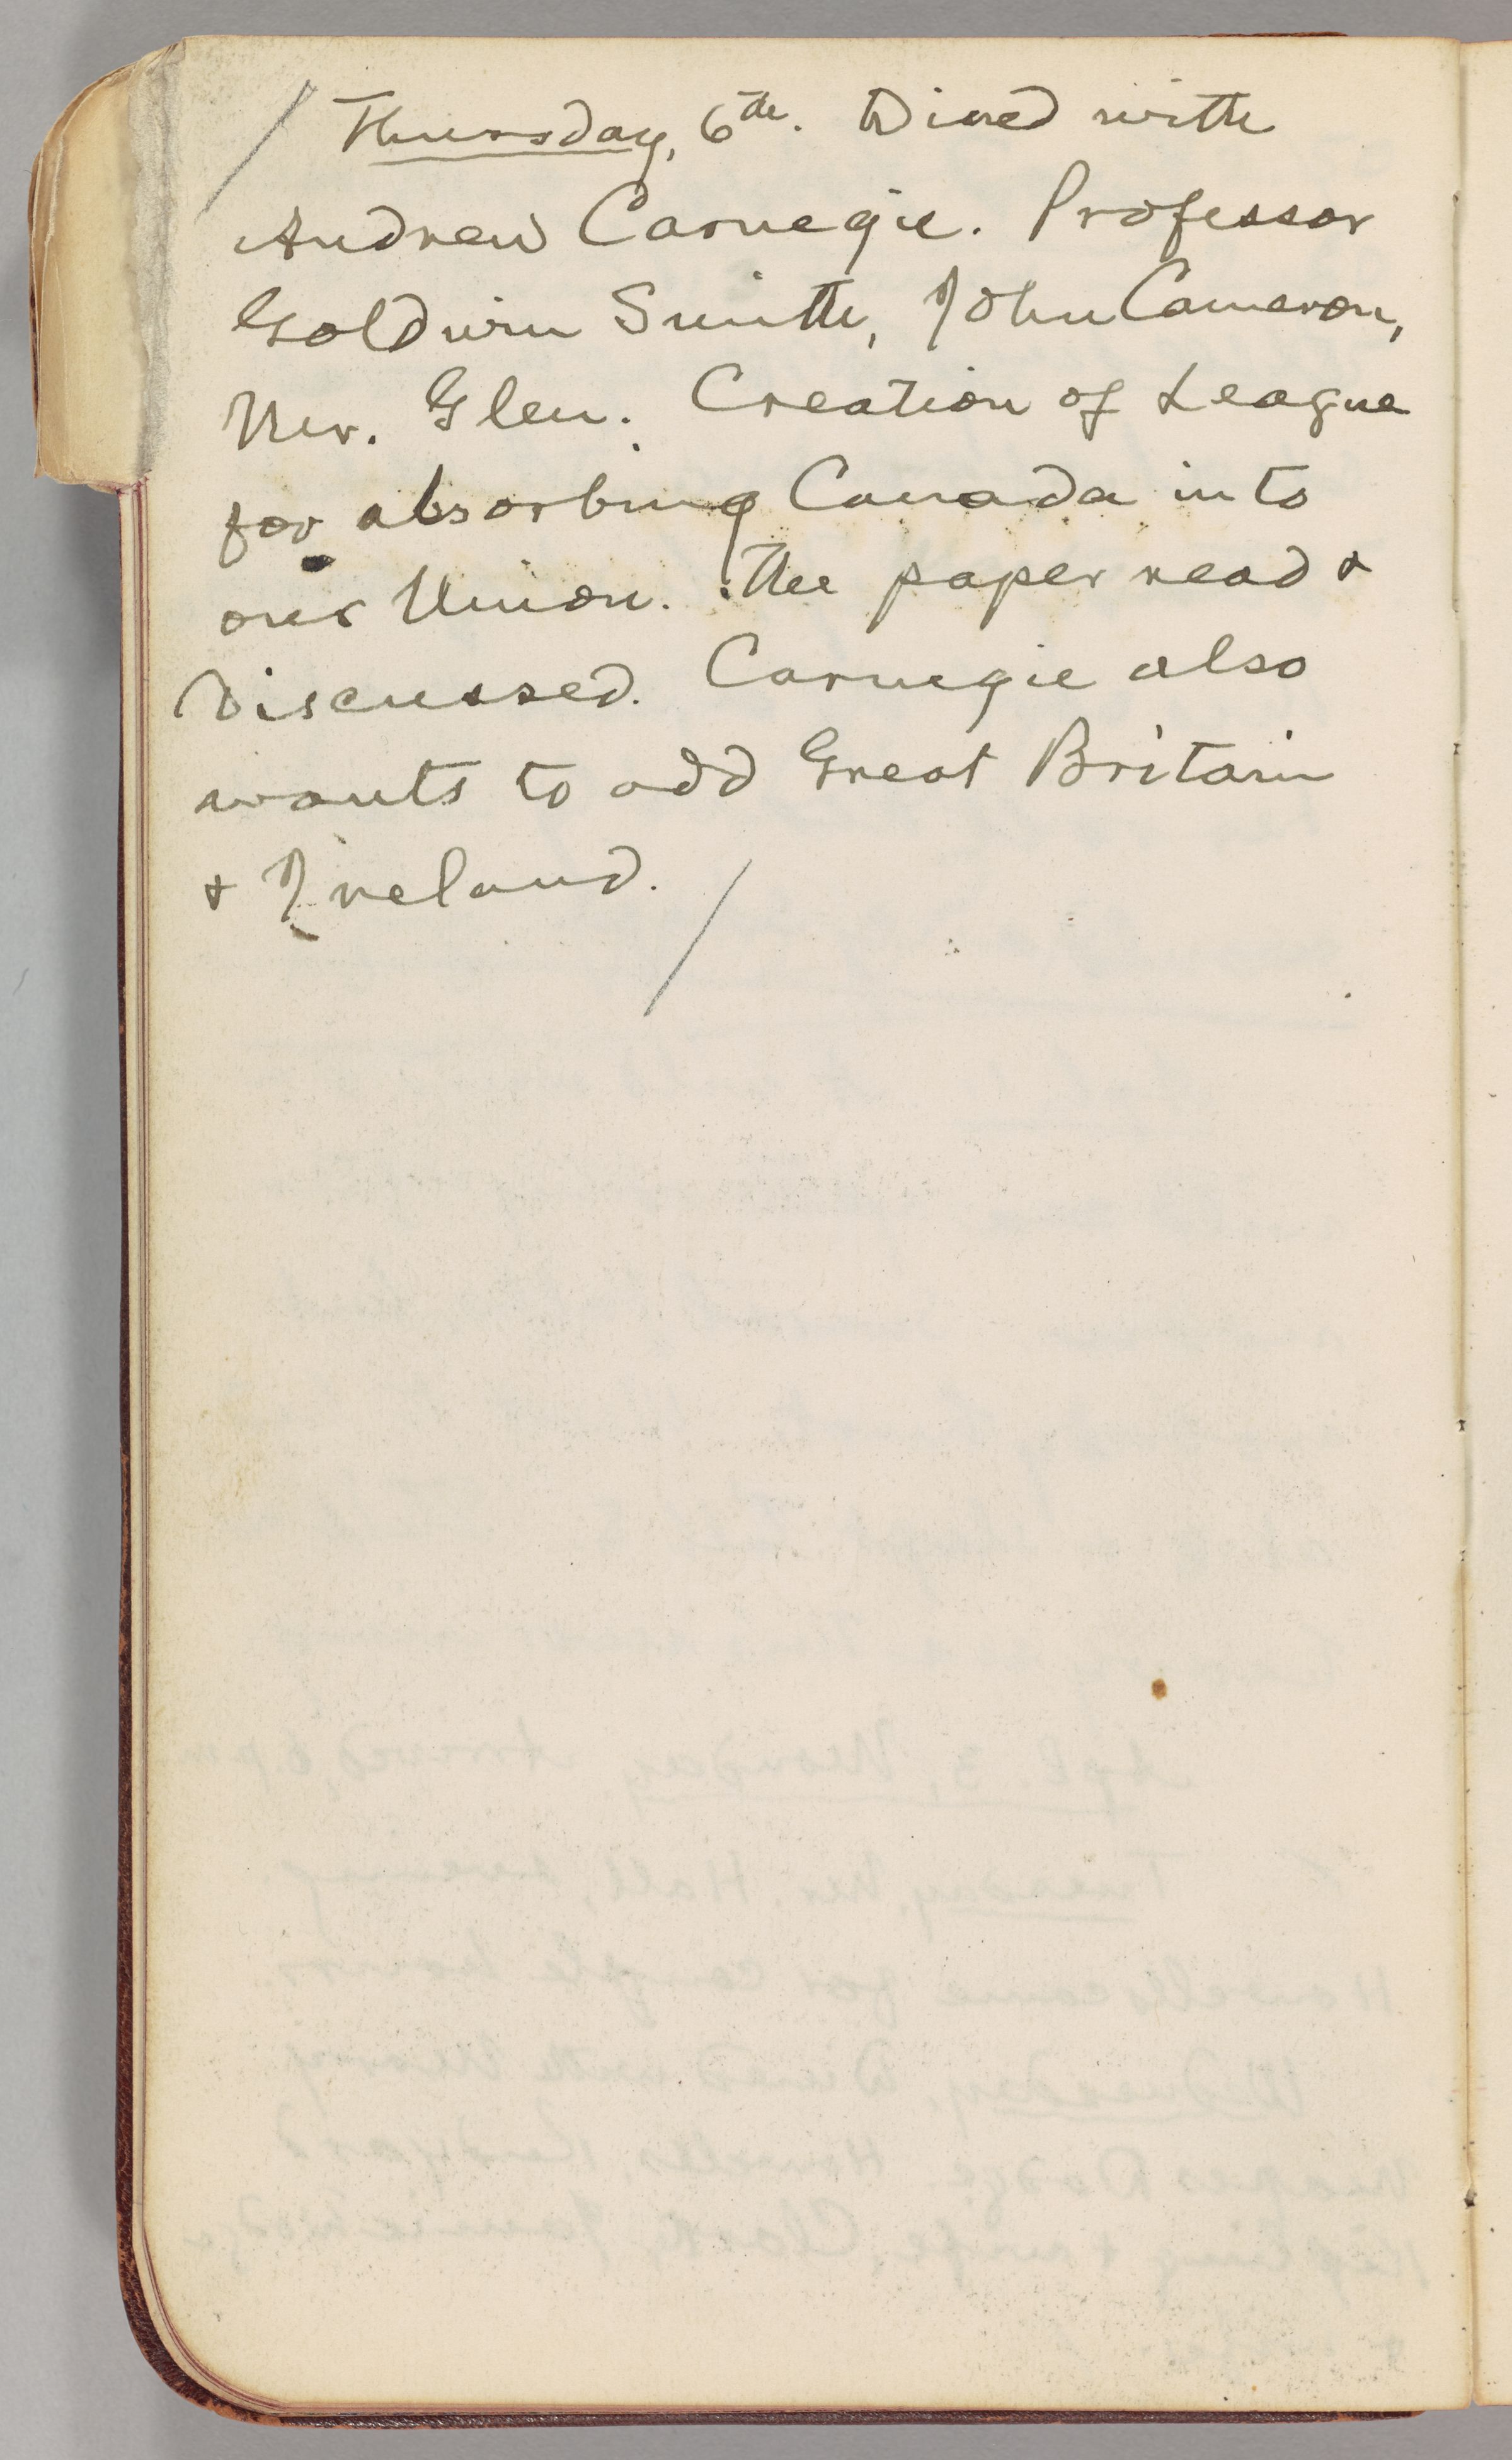 / Thursday, 6th. Dined with
Andrew Carnegie. Professor
Goldwin Smith, John Cameron,
Mr. Glen. Creation of League
for absorbing Canada into
our Union. The paper read &
discussed. Carnegie also
wants to add Great Britain
& Ireland. /